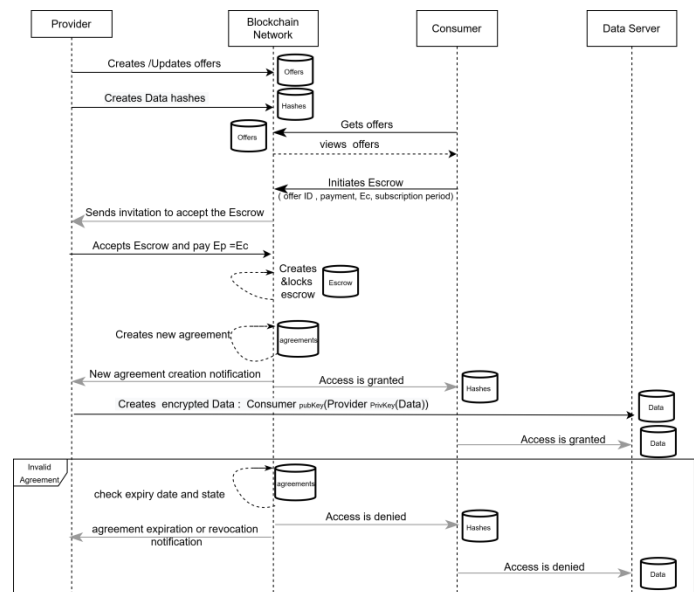 Provider
Blockchain
Network
Consumer
Data Server
Creates /Updates offers
Offers
Creates Data hashes
Hashes
Gets offers
Offers
views offers
Initiates Escrow
( offer ID , payment, Ec, subscription period)
Sends invitation to accept the Escrow
Accepts Escrow and pay Ep =Ec
Creates
&locks
escrow
Escrow
Creates new agreement
agreements
New agreement creation notification
Access is granted
Hashes
Creates encrypted Data : Consumer pubKey(Provider PrivKey(Data))
Data
Access is granted
Data
Invalid
Agreement
agreements
check expiry date and state
Access is denied
Hashes
agreement expiration or revocation
notification
Access is denied
Data